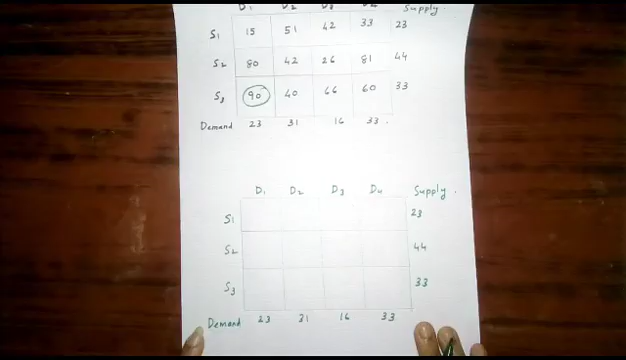 D1 D2 D3 Supply.
S1 15 51 42 33 23
S2 80 42 26 81 44
S3 90 40 66 60 33
Demand 23 31 16 33.
D1 D2 D3 D4 Supply.
S1 23
S2 44
S3 33
Demand 23 31 16 33